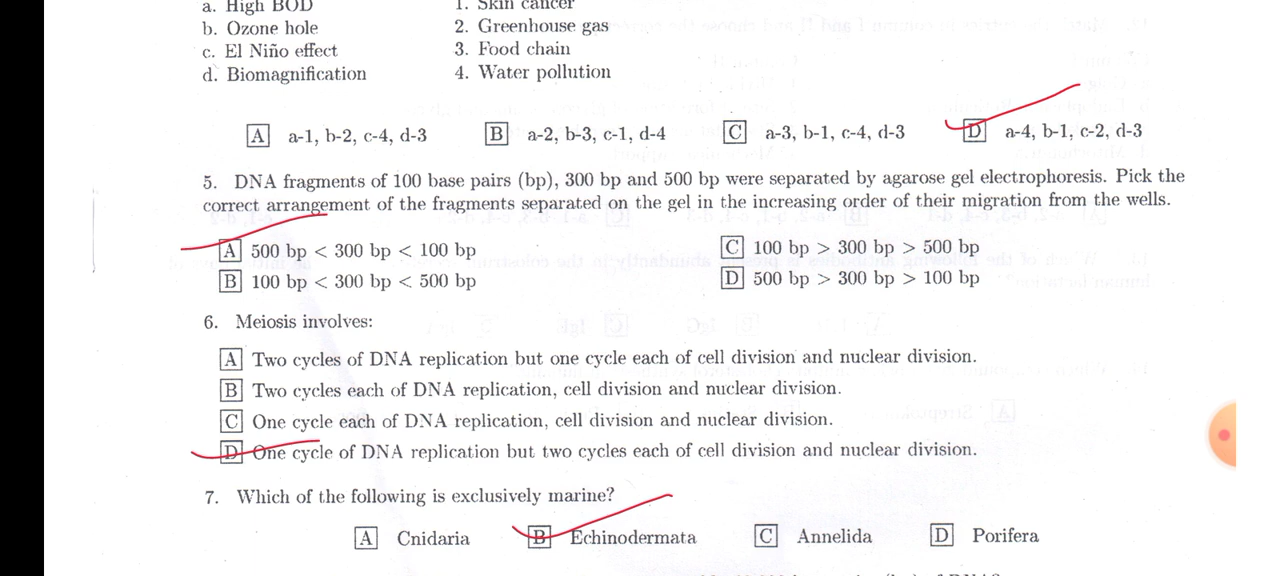 a. High BOD 1. Skin cancer
b. Ozone hole 2. Greenhouse gas
c. El Niño effect 3. Food chain
d. Biomagnification 4. Water pollution
A a-1, b-2, c-4, d-3 B a-2, b-3, c-1, d-4 C a-3, b-1, c-4, d-3 D a-4, b-1, c-2, d-3
5. DNA fragments of 100 base pairs (bp), 300 bp and 500 bp were separated by agarose gel electrophoresis. Pick the
correct arrangement of the fragments separated on the gel in the increasing order of their migration from the wells.
A 500 bp < 300 bp < 100 bp C 100 bp > 300 bp > 500 bp
B 100 bp < 300 bp < 500 bp D 500 bp > 300 bp > 100 bp
6. Meiosis involves:
A Two cycles of DNA replication but one cycle each of cell division and nuclear division.
B Two cycles each of DNA replication, cell division and nuclear division.
C One cycle each of DNA replication, cell division and nuclear division.
D One cycle of DNA replication but two cycles each of cell division and nuclear division.
7. Which of the following is exclusively marine?
A Cnidaria B Echinodermata C Annelida D Porifera